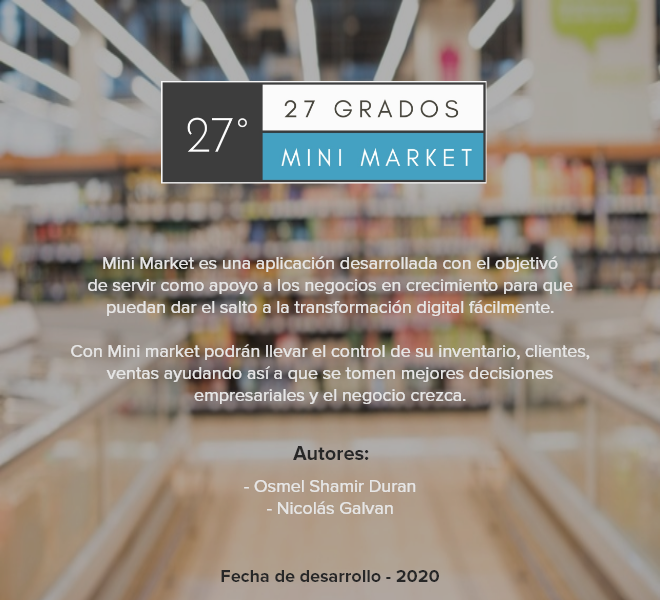 27°
27 GRADOS
MINI MARKET
Mini Market es una aplicación desarrollada con el objetivó
de servir como apoyo a los negocios en crecimiento para que
puedan dar el salto a la transformación digital fácilmente.
Con Mini market podrán llevar el control de su inventario, clientes,
ventas ayudando así a que se tomen mejores decisiones
empresariales y el negocio crezca.
Autores:
- Osmel Shamir Duran
- Nicolás Galvan
Fecha de desarrollo - 2020